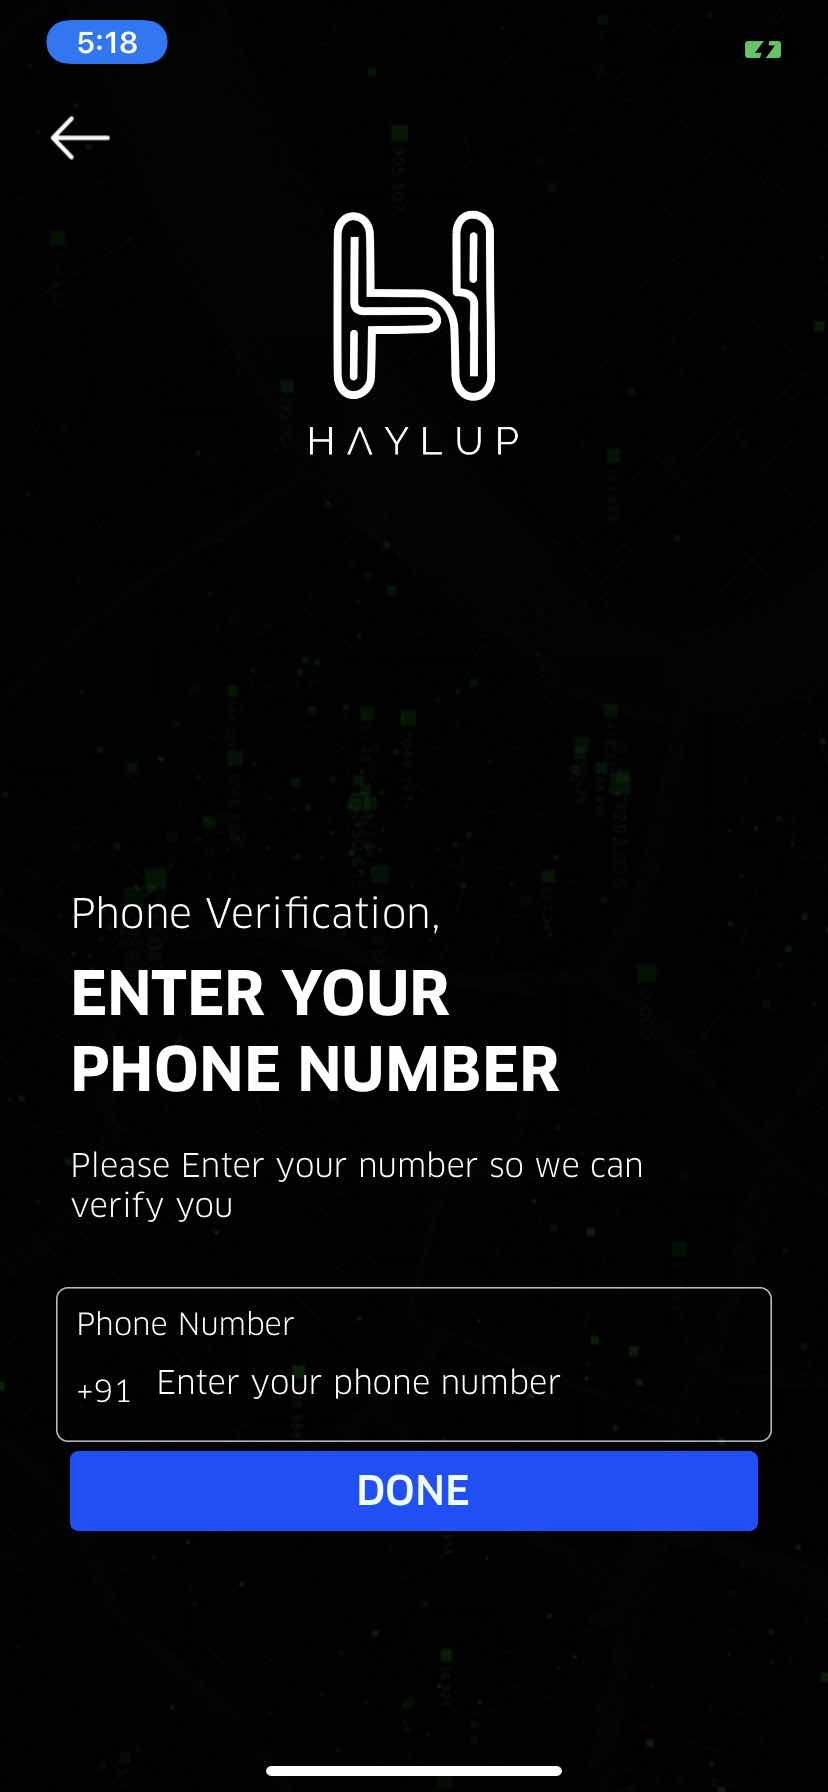 5:18
HAYLUP
Phone Verification,
ENTER YOUR
PHONE NUMBER
Please Enter your number so we can
verify you
Phone Number
+91 Enter your phone number
DONE